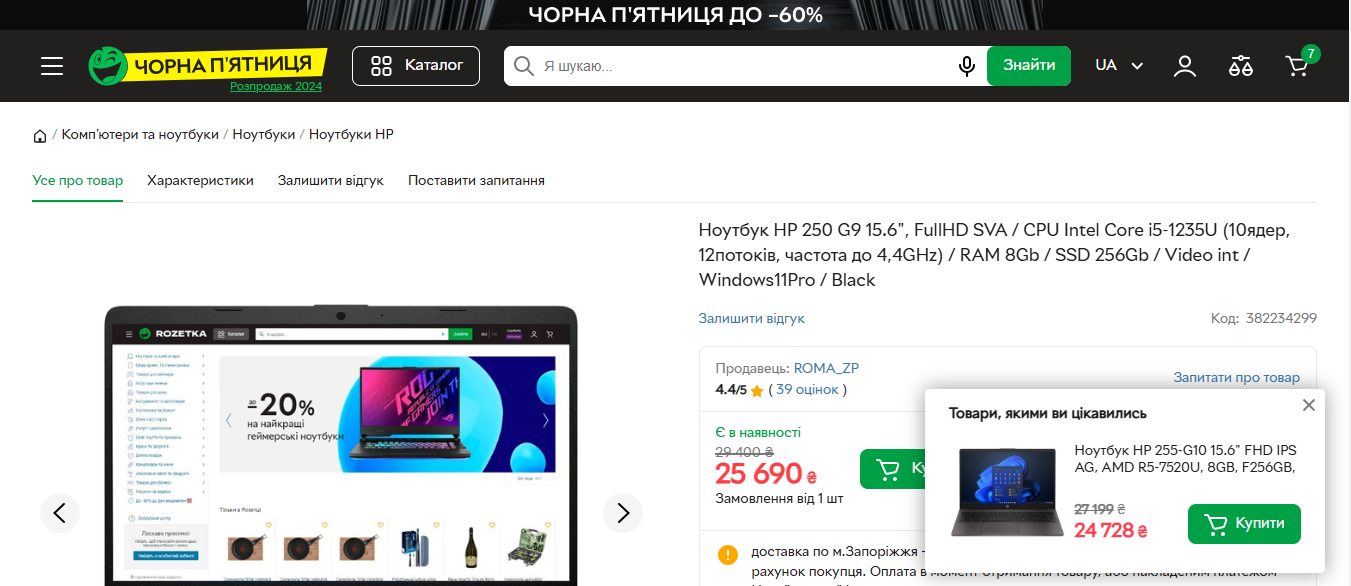 ЧОРНА П'ЯТНИЦЯ ДО –60%
ЧОРНА П'ЯТНИЦЯ
Розпродаж 2024
Каталог
Я шукаю...
Знайти
UA
7
/ Комп'ютери та ноутбуки / Ноутбуки / Ноутбуки HP
Усе про товар
Характеристики
Залишити відгук
Поставити запитання
Ноутбук HP 250 G9 15.6", FullHD SVA / CPU Intel Core i5-1235U (10ядер,
12потоків, частота до 4,4GHz) / RAM 8Gb / SSD 256Gb / Video int /
Windows11Pro / Black
Залишити відгук
Код: 382234299
ROZETKA
Каталог
Знайти
до
-20%
на найкращі
геймерські ноутбуки
Продавець: ROMA_ZP
4.4/5 ( 39 оцінок )
Запитати про товар
Є в наявності
29 400 ₴
25 690 ₴
Замовлення від 1 шт
доставка по м.Запоріжжя -
рахунок покупця. Оплата в момент отримання товару, або накладеним платежом
Товари, якими ви цікавились
Ноутбук HP 255-G10 15.6" FHD IPS
AG, AMD R5-7520U, 8GB, F256GB,
27 199 ₴
24 728 ₴
Купити